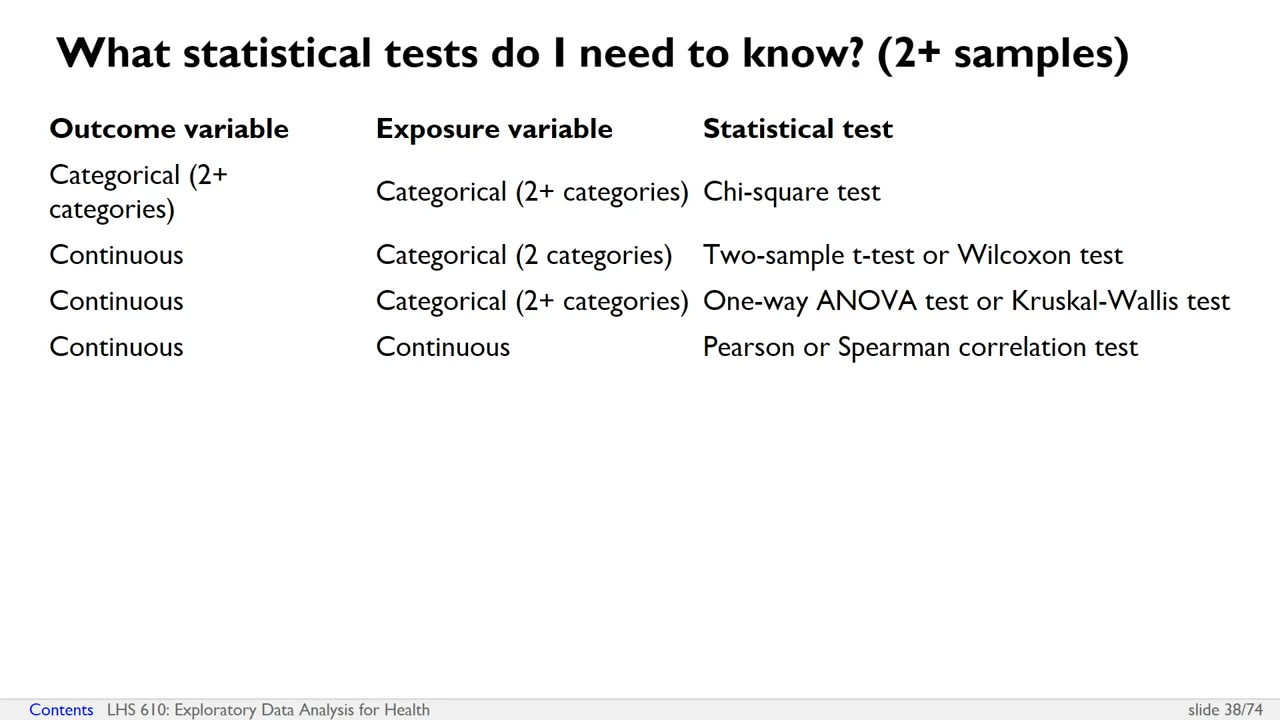 What statistical tests do I need to know? (2+ samples)
Outcome variable Exposure variable Statistical test
Categorical (2+
categories) Categorical (2+ categories) Chi-square test
Continuous Categorical (2 categories) Two-sample t-test or Wilcoxon test
Continuous Categorical (2+ categories) One-way ANOVA test or Kruskal-Wallis test
Continuous Continuous Pearson or Spearman correlation test
Contents LHS 610: Exploratory Data Analysis for Health slide 38/74